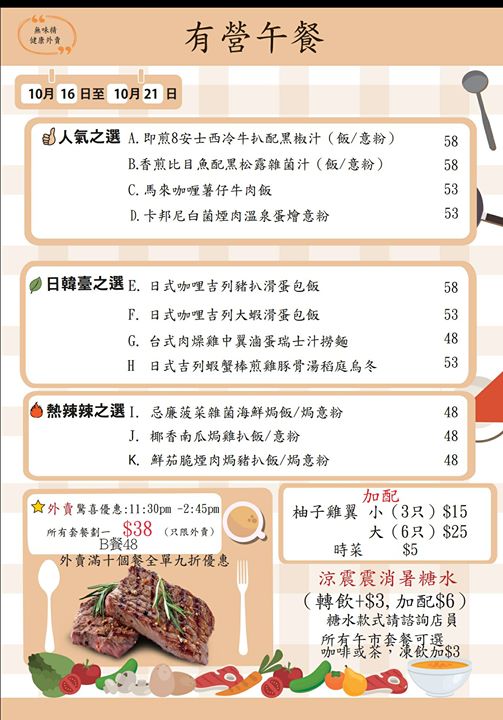 無味精
健康外賣
有營午餐
10月 16 日至 10月 21 日
人氣之選 A. 即煎8安士西冷牛扒配黑椒汁（飯/意粉） 58
B.香煎比目魚配黑松露雜菌汁（飯/意粉） 58
C. 馬來咖喱薯仔牛肉飯 53
D.卡邦尼白菌煙肉溫泉蛋燴意粉 53
日韓臺之選 E. 日式咖哩吉列豬扒滑蛋包飯 58
F. 日式咖哩吉列大蝦滑蛋包飯 53
G. 台式肉燥雞中翼滷蛋瑞士汁撈麵 48
H 日式吉列蝦蟹棒煎雞豚骨湯稻庭烏冬 53
熱辣辣之選 I. 忌廉菠菜雜菌海鮮焗飯/焗意粉 48
J. 椰香南瓜焗雞扒飯/意粉 48
K. 鮮茄脆煙肉焗豬扒飯/焗意粉 48
外賣 驚喜優惠:11:30pm -2:45pm
所有套餐劃一 $38 (只限外賣)
B餐48
外賣滿十個餐全單九折優惠
加配
柚子雞翼 小（3只）$15
大（6只）$25
時菜 $5
涼震震消暑糖水
（轉飲+$3,加配$6）
糖水款式請諮詢店員
所有午市套餐可選
咖啡或茶，凍飲加$3